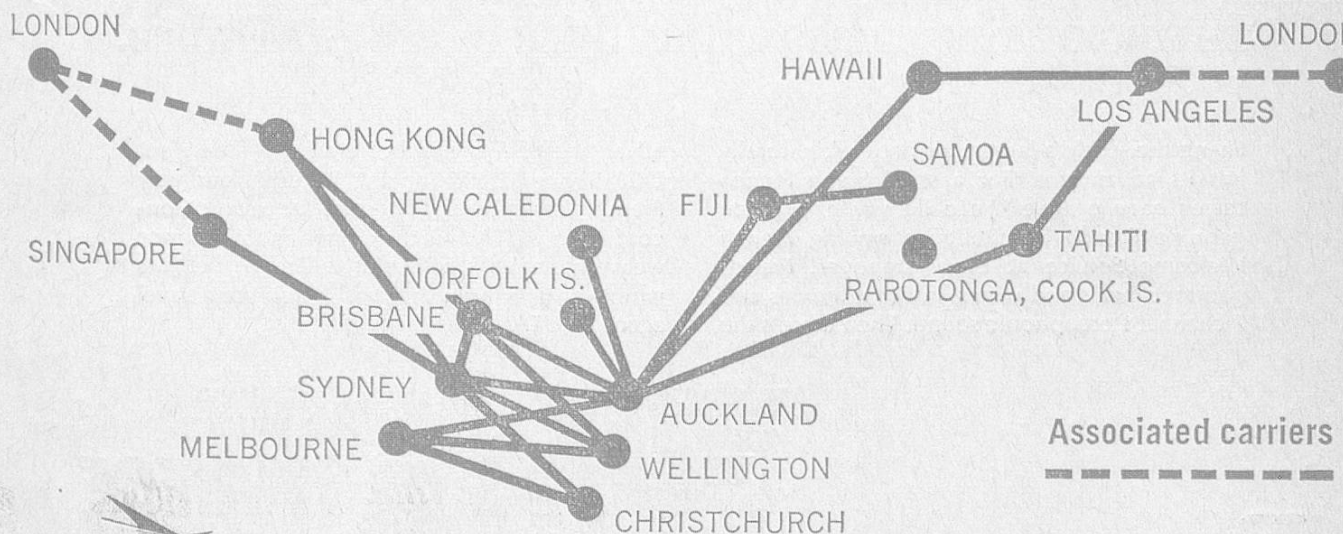 LONDON
LONDON
HAWAII
LOS ANGELES
HONG KONG
SAMOA
NEW CALEDONIA
FIJI
SINGAPORE
TAHITI
NORFOLK IS.
RAROTONGA, COOK IS.
BRISBANE
SYDNEY
AUCKLAND
MELBOURNE
Associated carriers
WELLINGTON
CHRISTCHURCH